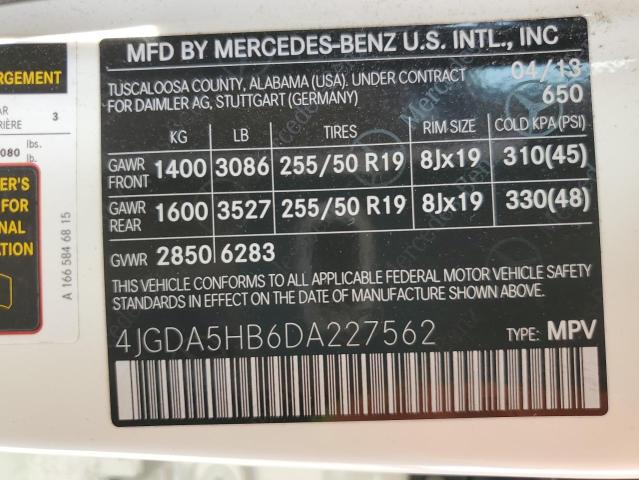 MFD BY MERCEDES-BENZ U.S. INTL., INC
TUSCALOOSA COUNTY, ALABAMA (USA). UNDER CONTRACT 04/13
FOR DAIMLER AG, STUTTGART (GERMANY) 650
KG LB TIRES RIM SIZE COLD KPA (PSI)
GAWR FRONT 1400 3086 255/50 R19 8Jx19 310(45)
GAWR REAR 1600 3527 255/50 R19 8Jx19 330(48)
GVWR 2850 6283
THIS VEHICLE CONFORMS TO ALL APPLICABLE FEDERAL MOTOR VEHICLE SAFETY
STANDARDS IN EFFECT ON THE DATE OF MANUFACTURE SHOWN ABOVE.
4JGDA5HB6DA227562 TYPE: MPV
ARGEMENT
AR
IÈRE 3
080 lbs.
lb.
ER'S
FOR
NAL
ATION
A 166 584 68 15